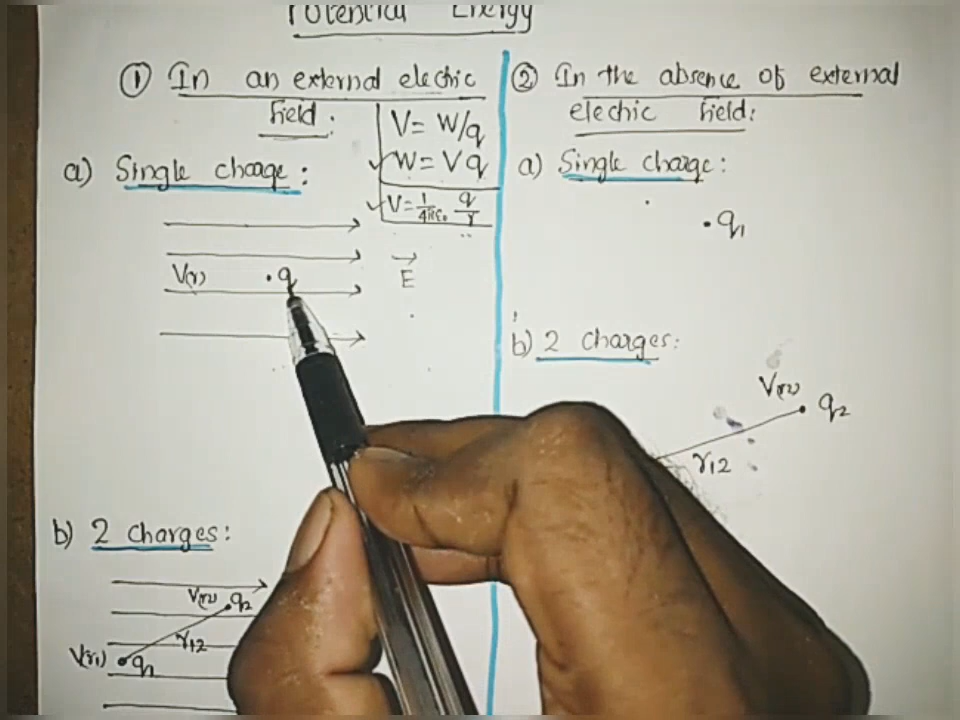 Potential Energy
① In an external electric
field:
V = W/q
W = Vq
V = 1/4πε₀ q/r
a) Single charge:
V(r) . q
E
b) 2 charges:
V(r2) q2
r12
V(r1) q1
② In the absence of external
electric field:
a) Single charge:
. q1
b) 2 charges:
V(r2)
q2
r12